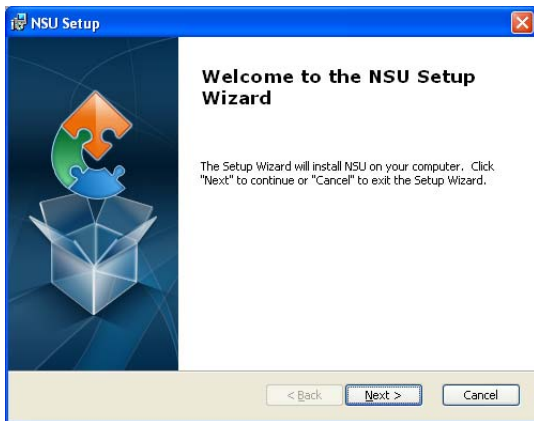 NSU Setup
Welcome to the NSU Setup
Wizard
The Setup Wizard will install NSU on your computer. Click
"Next" to continue or "Cancel" to exit the Setup Wizard.
< Back Next > Cancel